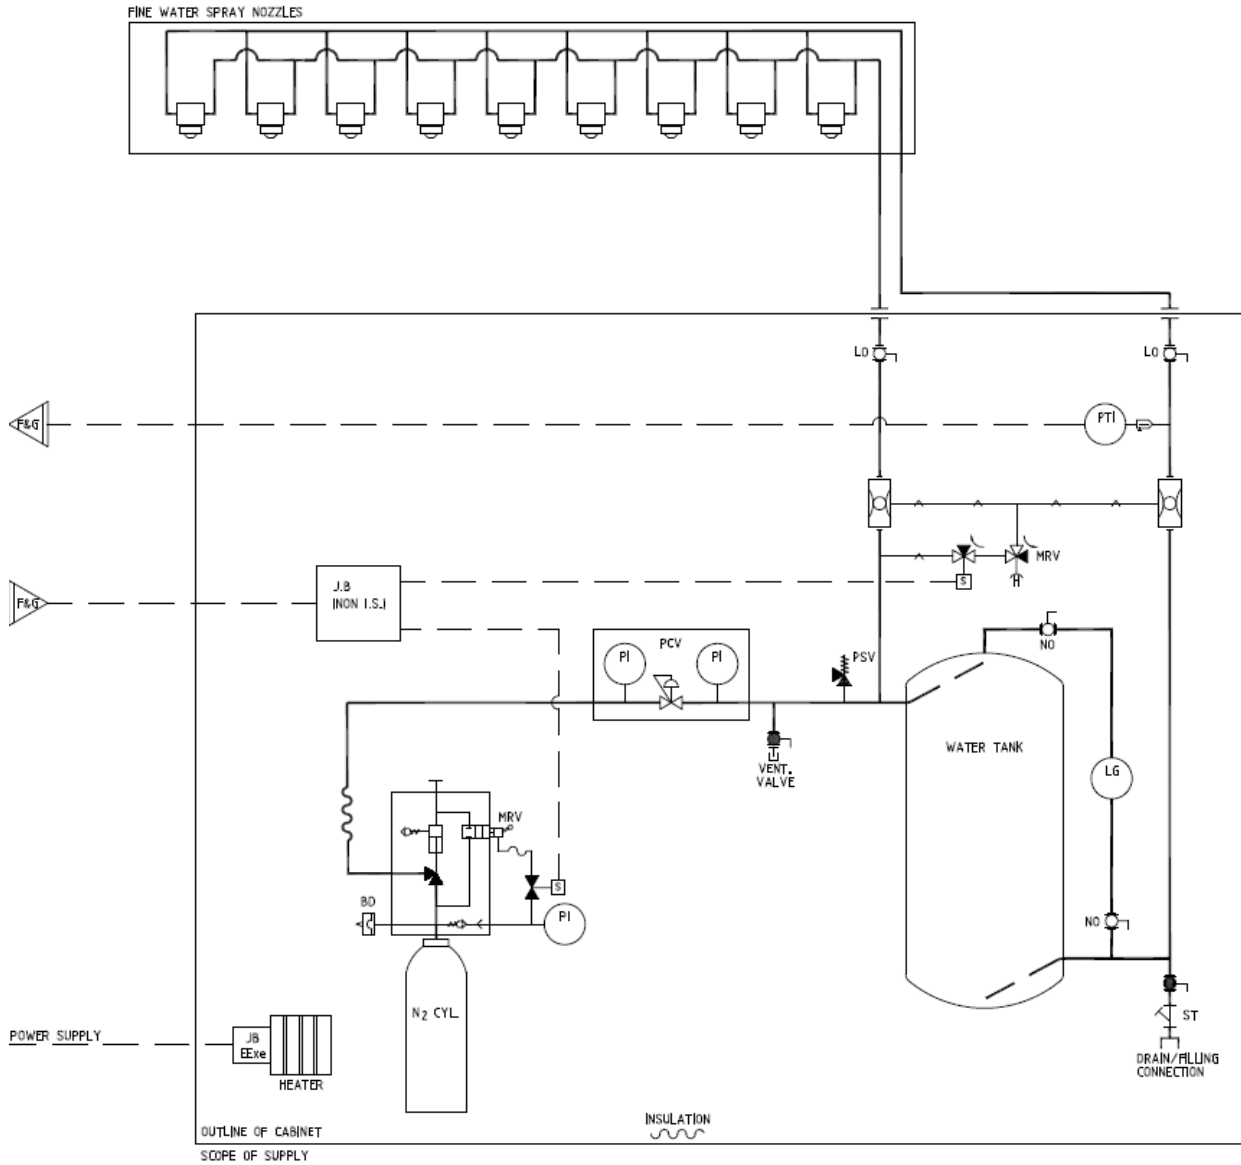 FINE WATER SPRAY NOZZLES
LO
LO
F&G
PTI
MRV
S
F&G
J.B
(NON I.S.)
PI
PCV
PI
PSV
NO
WATER TANK
VENT.
VALVE
LG
MRV
S
BD
PI
NO
N2 CYL.
ST
POWER SUPPLY
JB
EExe
HEATER
DRAIN/FILLING
CONNECTION
INSULATION
OUTLINE OF CABINET
SCOPE OF SUPPLY